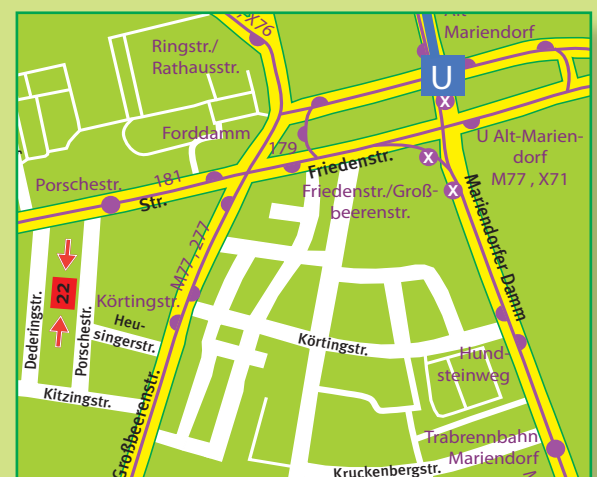 X76
Alt-
Mariendorf
Ringstr./
Rathausstr.
U
X
Forddamm
179
Friedenstr.
X
U Alt-Marien-
dorf
M77 , X71
Porschestr.
181
Str.
Friedenstr./Groß-
beerenstr.
X
Mariendorfer Damm
M77, 277
22
Dederingstr.
Porschestr.
Körtingstr.
Heu-
singerstr.
Körtingstr.
Hund-
steinweg
Kitzingstr.
Großbeerenstr.
Trabrennbahn
Mariendorf
Kruckenbergstr.